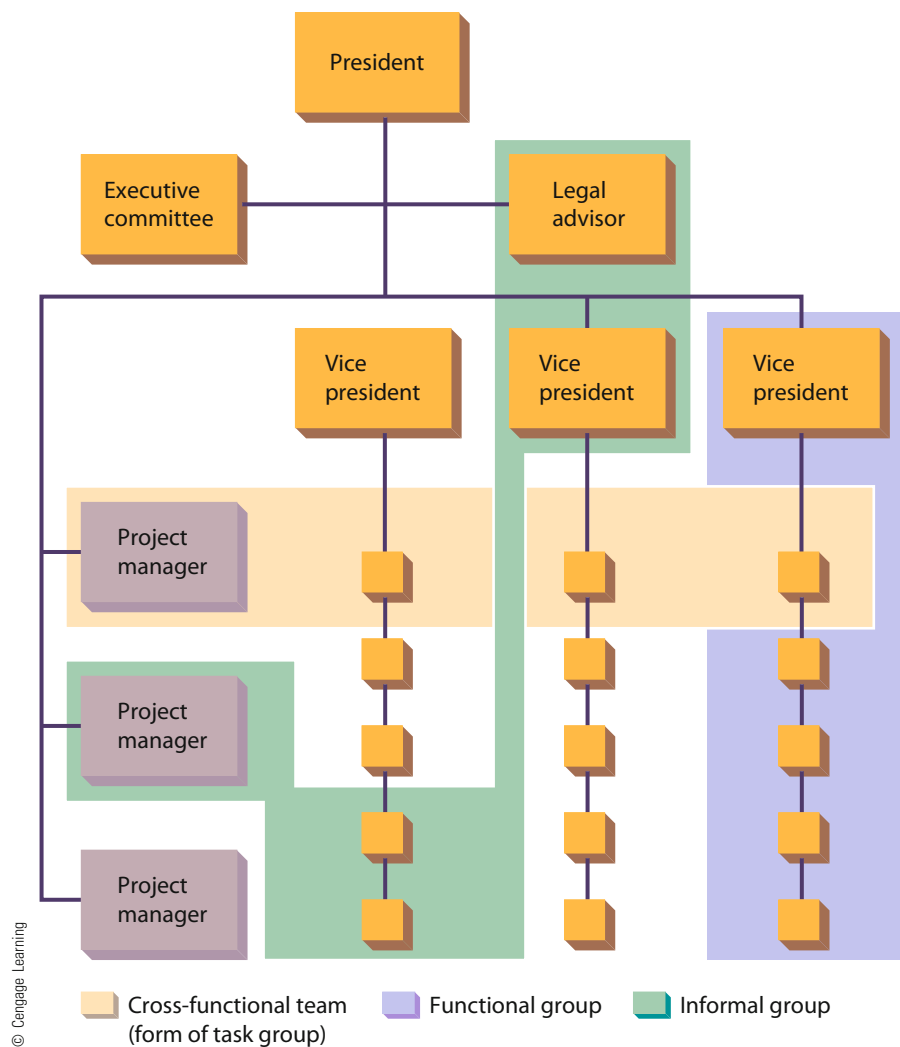 President
Executive
committee
Legal
advisor
Vice
president
Vice
president
Vice
president
Project
manager
Project
manager
Project
manager
© Cengage Learning
Cross-functional team
(form of task group)
Functional group
Informal group